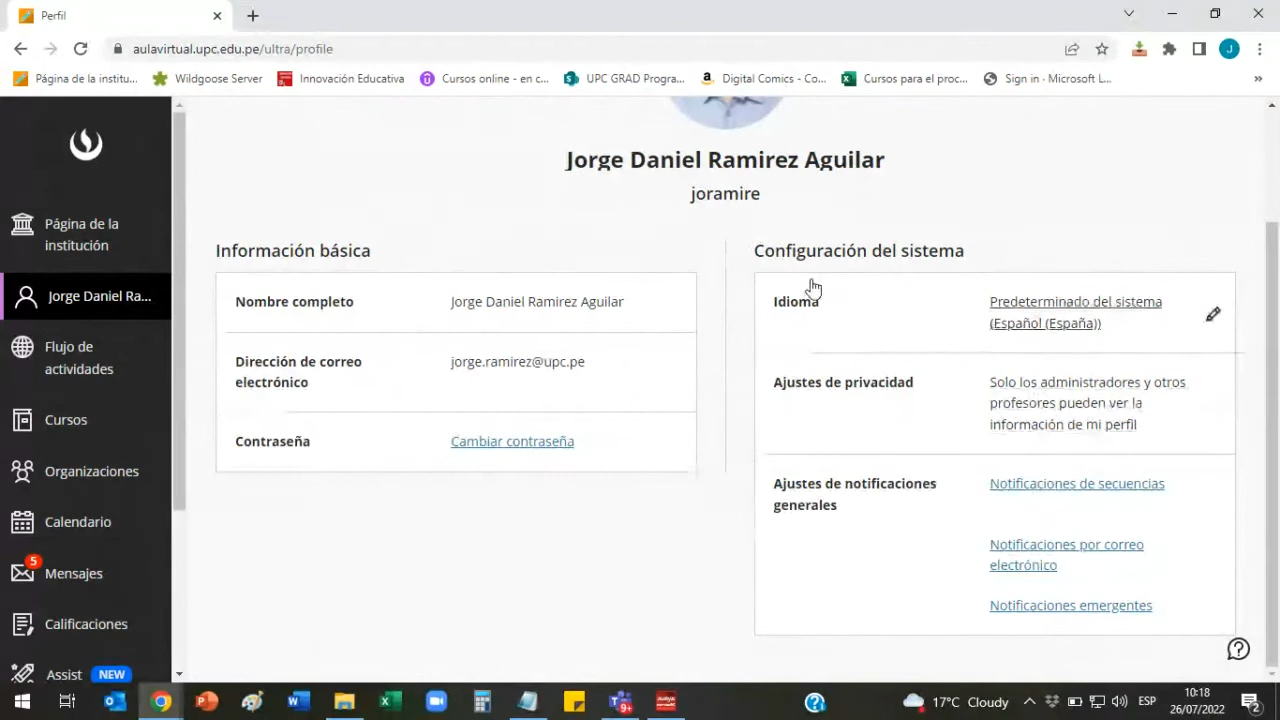 Perfil
aulavirtual.upc.edu.pe/ultra/profile
J
Página de la institu...
Wildgoose Server
Innovación Educativa
Cursos online - en c...
UPC GRAD Progra...
Digital Comics - Co...
Cursos para el proc...
Sign in - Microsoft L...
»
Página de la
institución
Jorge Daniel Ra...
Flujo de
actividades
Cursos
Organizaciones
Calendario
5
Mensajes
Calificaciones
Assist NEW
Jorge Daniel Ramirez Aguilar
joramire
Información básica
Nombre completo
Jorge Daniel Ramirez Aguilar
Dirección de correo
electrónico
jorge.ramirez@upc.pe
Contraseña
Cambiar contraseña
Configuración del sistema
Idioma
Predeterminado del sistema
(Español (España))
Ajustes de privacidad
Solo los administradores y otros
profesores pueden ver la
información de mi perfil
Ajustes de notificaciones
generales
Notificaciones de secuencias
Notificaciones por correo
electrónico
Notificaciones emergentes
17°C Cloudy
ESP
10:18
26/07/2022
2
9+